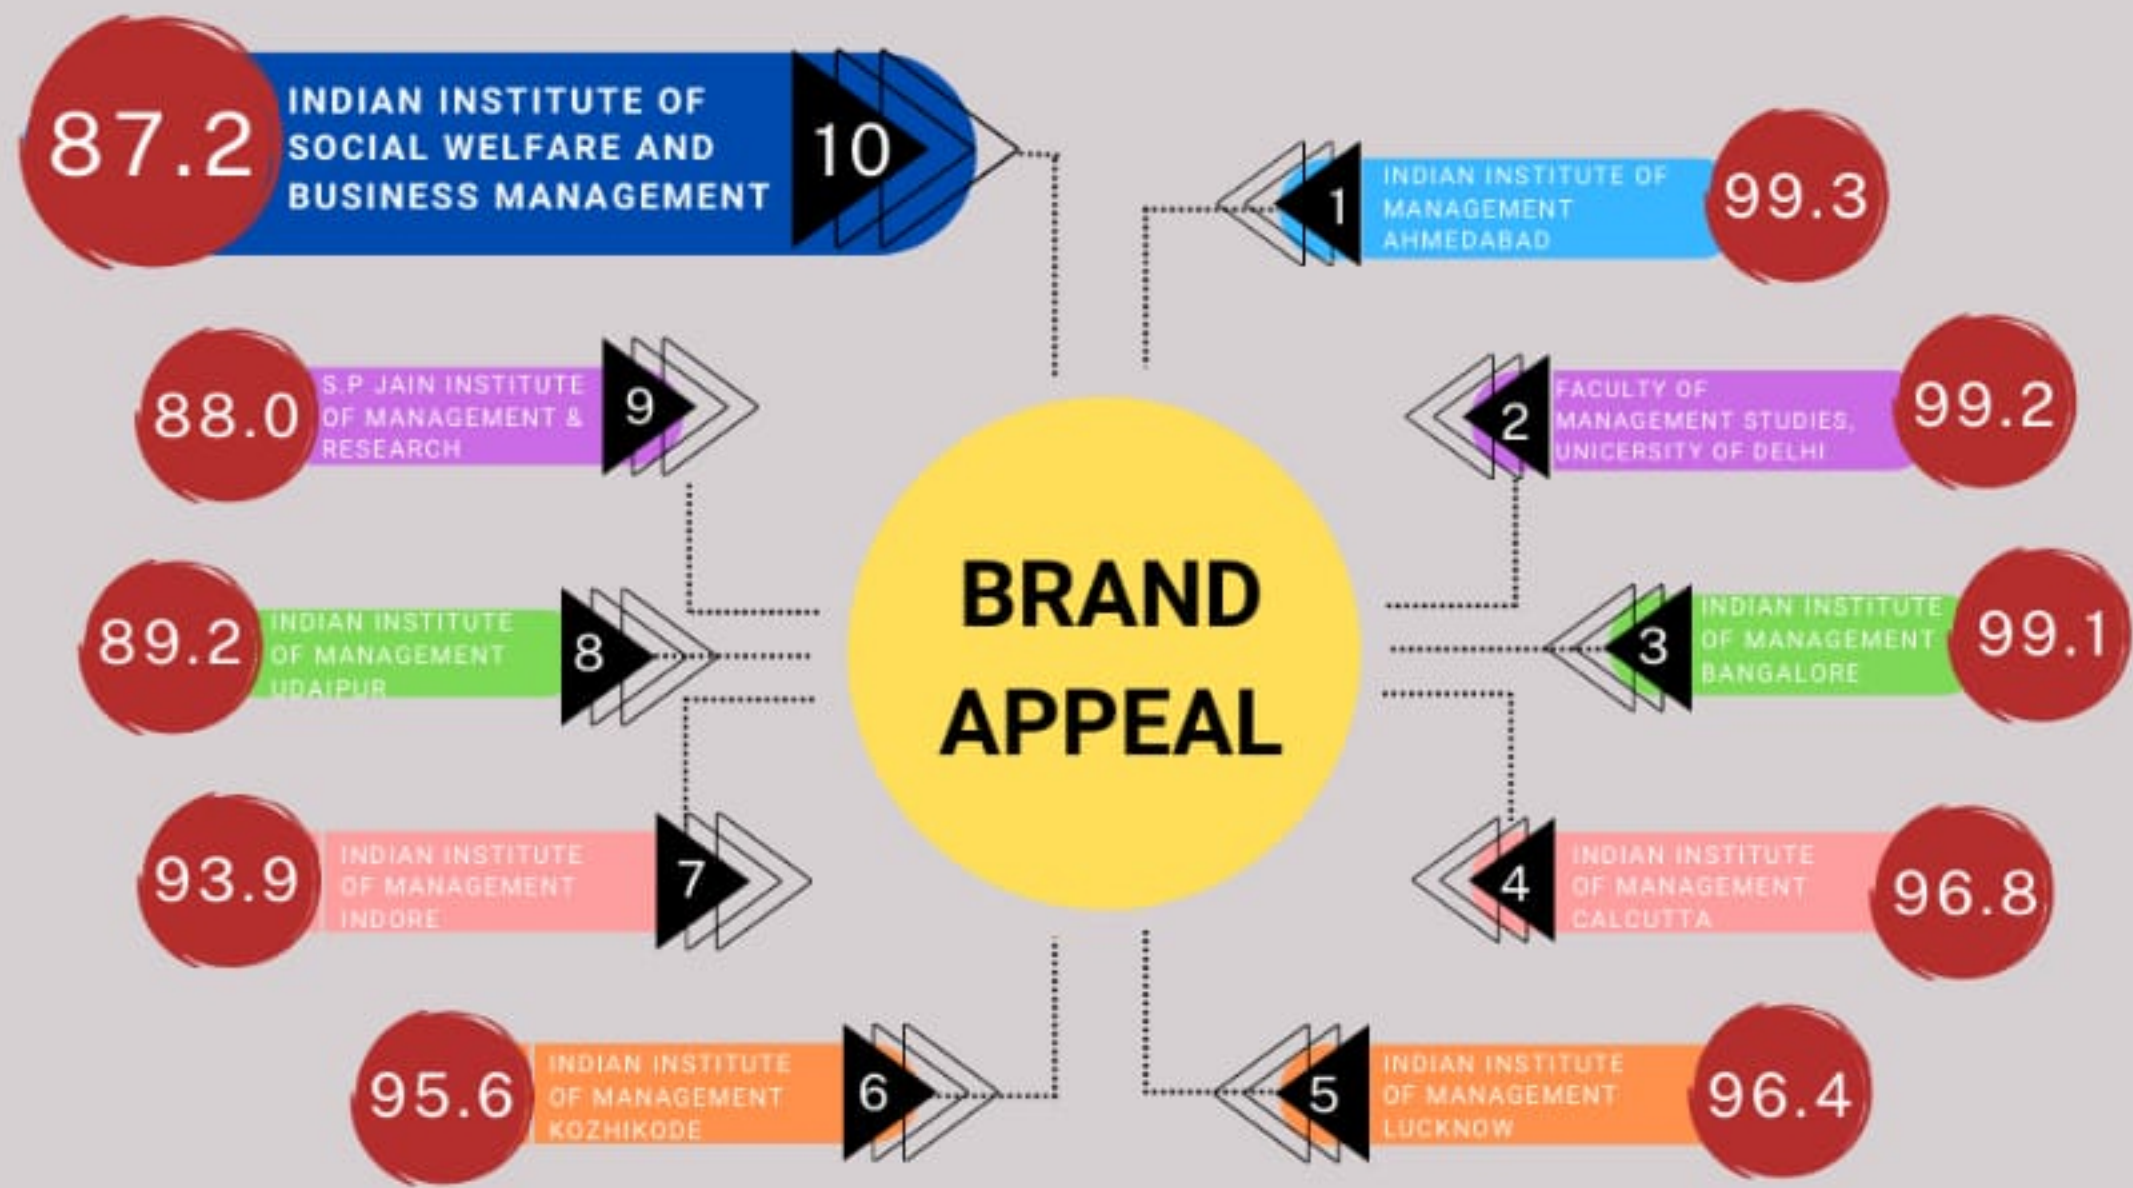 87.2
INDIAN INSTITUTE OF
SOCIAL WELFARE AND
BUSINESS MANAGEMENT
10
1
INDIAN INSTITUTE OF
MANAGEMENT
AHMEDABAD
99.3
88.0
S.P JAIN INSTITUTE
OF MANAGEMENT &
RESEARCH
9
2
FACULTY OF
MANAGEMENT STUDIES,
UNICERSITY OF DELHI
99.2
89.2
INDIAN INSTITUTE
OF MANAGEMENT
UDAIPUR
8
BRAND
APPEAL
3
INDIAN INSTITUTE
OF MANAGEMENT
BANGALORE
99.1
93.9
INDIAN INSTITUTE
OF MANAGEMENT
INDORE
7
4
INDIAN INSTITUTE
OF MANAGEMENT
CALCUTTA
96.8
95.6
INDIAN INSTITUTE
OF MANAGEMENT
KOZHIKODE
6
5
INDIAN INSTITUTE
OF MANAGEMENT
LUCKNOW
96.4